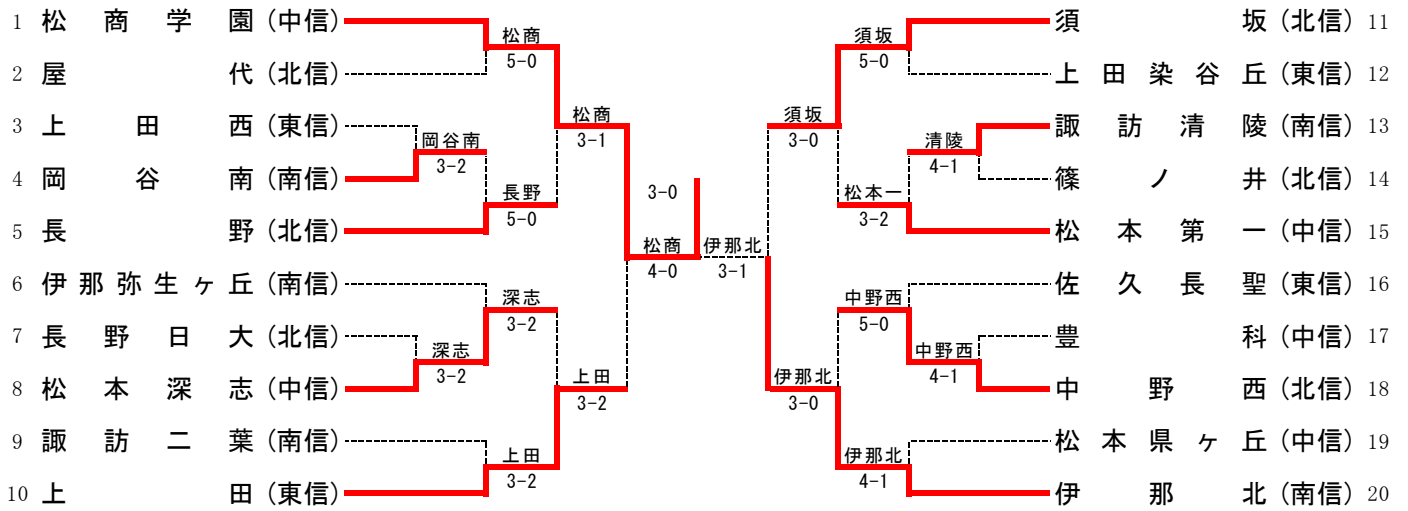 1 松商学園 (中信)
2 屋代 (北信)
3 上田西 (東信)
4 岡谷南 (南信)
5 長野 (北信)
6 伊那弥生ヶ丘 (南信)
7 長野日大 (北信)
8 松本深志 (中信)
9 諏訪二葉 (南信)
10 上田 (東信)
松商
5-0
岡谷南
3-2
長野
5-0
深志
3-2
深志
3-2
上田
3-2
松商
3-1
上田
3-2
松商
4-0
3-0
伊那北
3-1
須坂
3-0
伊那北
3-0
須坂
5-0
清陵
4-1
松本一
3-2
中野西
5-0
中野西
4-1
伊那北
4-1
須坂 (北信) 11
上田染谷丘 (東信) 12
諏訪清陵 (南信) 13
篠ノ井 (北信) 14
松本第一 (中信) 15
佐久長聖 (東信) 16
豊科 (中信) 17
中野西 (北信) 18
松本県ヶ丘 (中信) 19
伊那北 (南信) 20